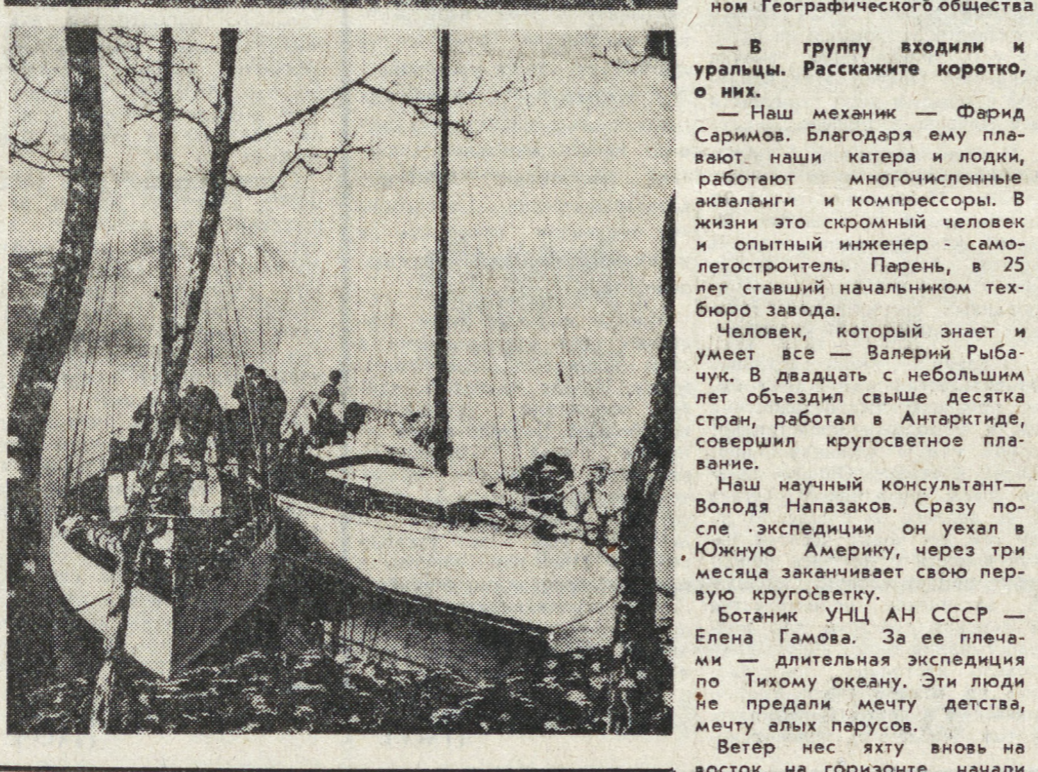 ном Географического общества
— В группу входили и
уральцы. Расскажите коротко,
о них.
— Наш механик — Фарид
Саримов. Благодаря ему пла-
вают наши катера и лодки,
работают многочисленные
акваланги и компрессоры. В
жизни это скромный человек
и опытный инженер - само-
летостроитель. Парень, в 25
лет ставший начальником тех-
бюро завода.
Человек, который знает и
умеет все — Валерий Рыба-
чук. В двадцать с небольшим
лет объездил свыше десятка
стран, работал в Антарктиде,
совершил кругосветное пла-
вание.
Наш научный консультант—
Володя Напазаков. Сразу по-
сле экспедиции он уехал в
Южную Америку, через три
месяца заканчивает свою пер-
вую кругосветку.
Ботаник УНЦ АН СССР —
Елена Гамова. За ее плеча-
ми — длительная экспедиция
по Тихому океану. Эти люди
не предали мечту детства,
мечту алых парусов.
Ветер нес яхту вновь на
восток, на горизонте начали